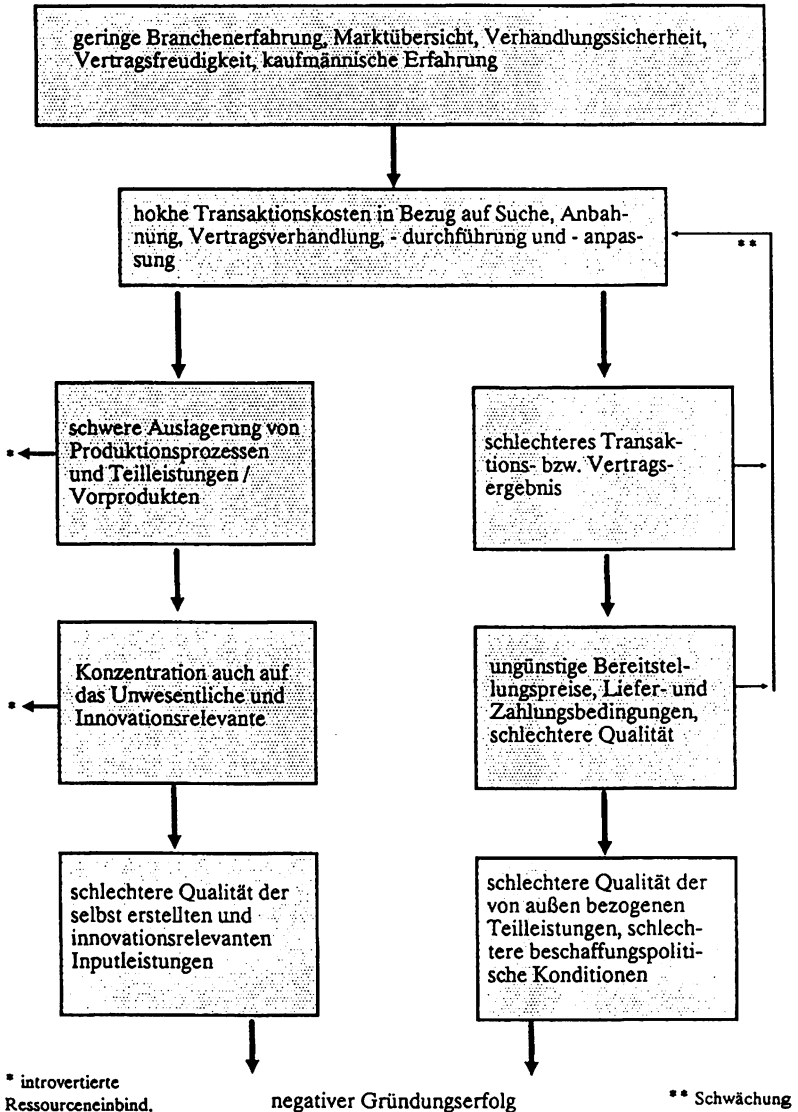 geringe Branchenerfahrung, Marktübersicht, Verhandlungssicherheit,
Vertragsfreudigkeit, kaufmännische Erfahrung
hokhe Transaktionskosten in Bezug auf Suche, Anbah-
nung, Vertragsverhandlung, - durchführung und - anpas-
sung
**
schwere Auslagerung von
Produktionsprozessen
und Teilleistungen /
Vorprodukten
*
schlechteres Transak-
tions- bzw. Vertrags-
ergebnis
Konzentration auch auf
das Unwesentliche und
Innovationsrelevante
*
ungünstige Bereitstel-
lungspreise, Liefer- und
Zahlungsbedingungen,
schlechtere Qualität
schlechtere Qualität der
selbst erstellten und
innovationsrelevanten
Inputleistungen
schlechtere Qualität der
von außen bezogenen
Teilleistungen, schlech-
tere beschaffungspoliti-
sche Konditionen
* introvertierte
Ressourceneinbind.
negativer Gründungserfolg
** Schwächung